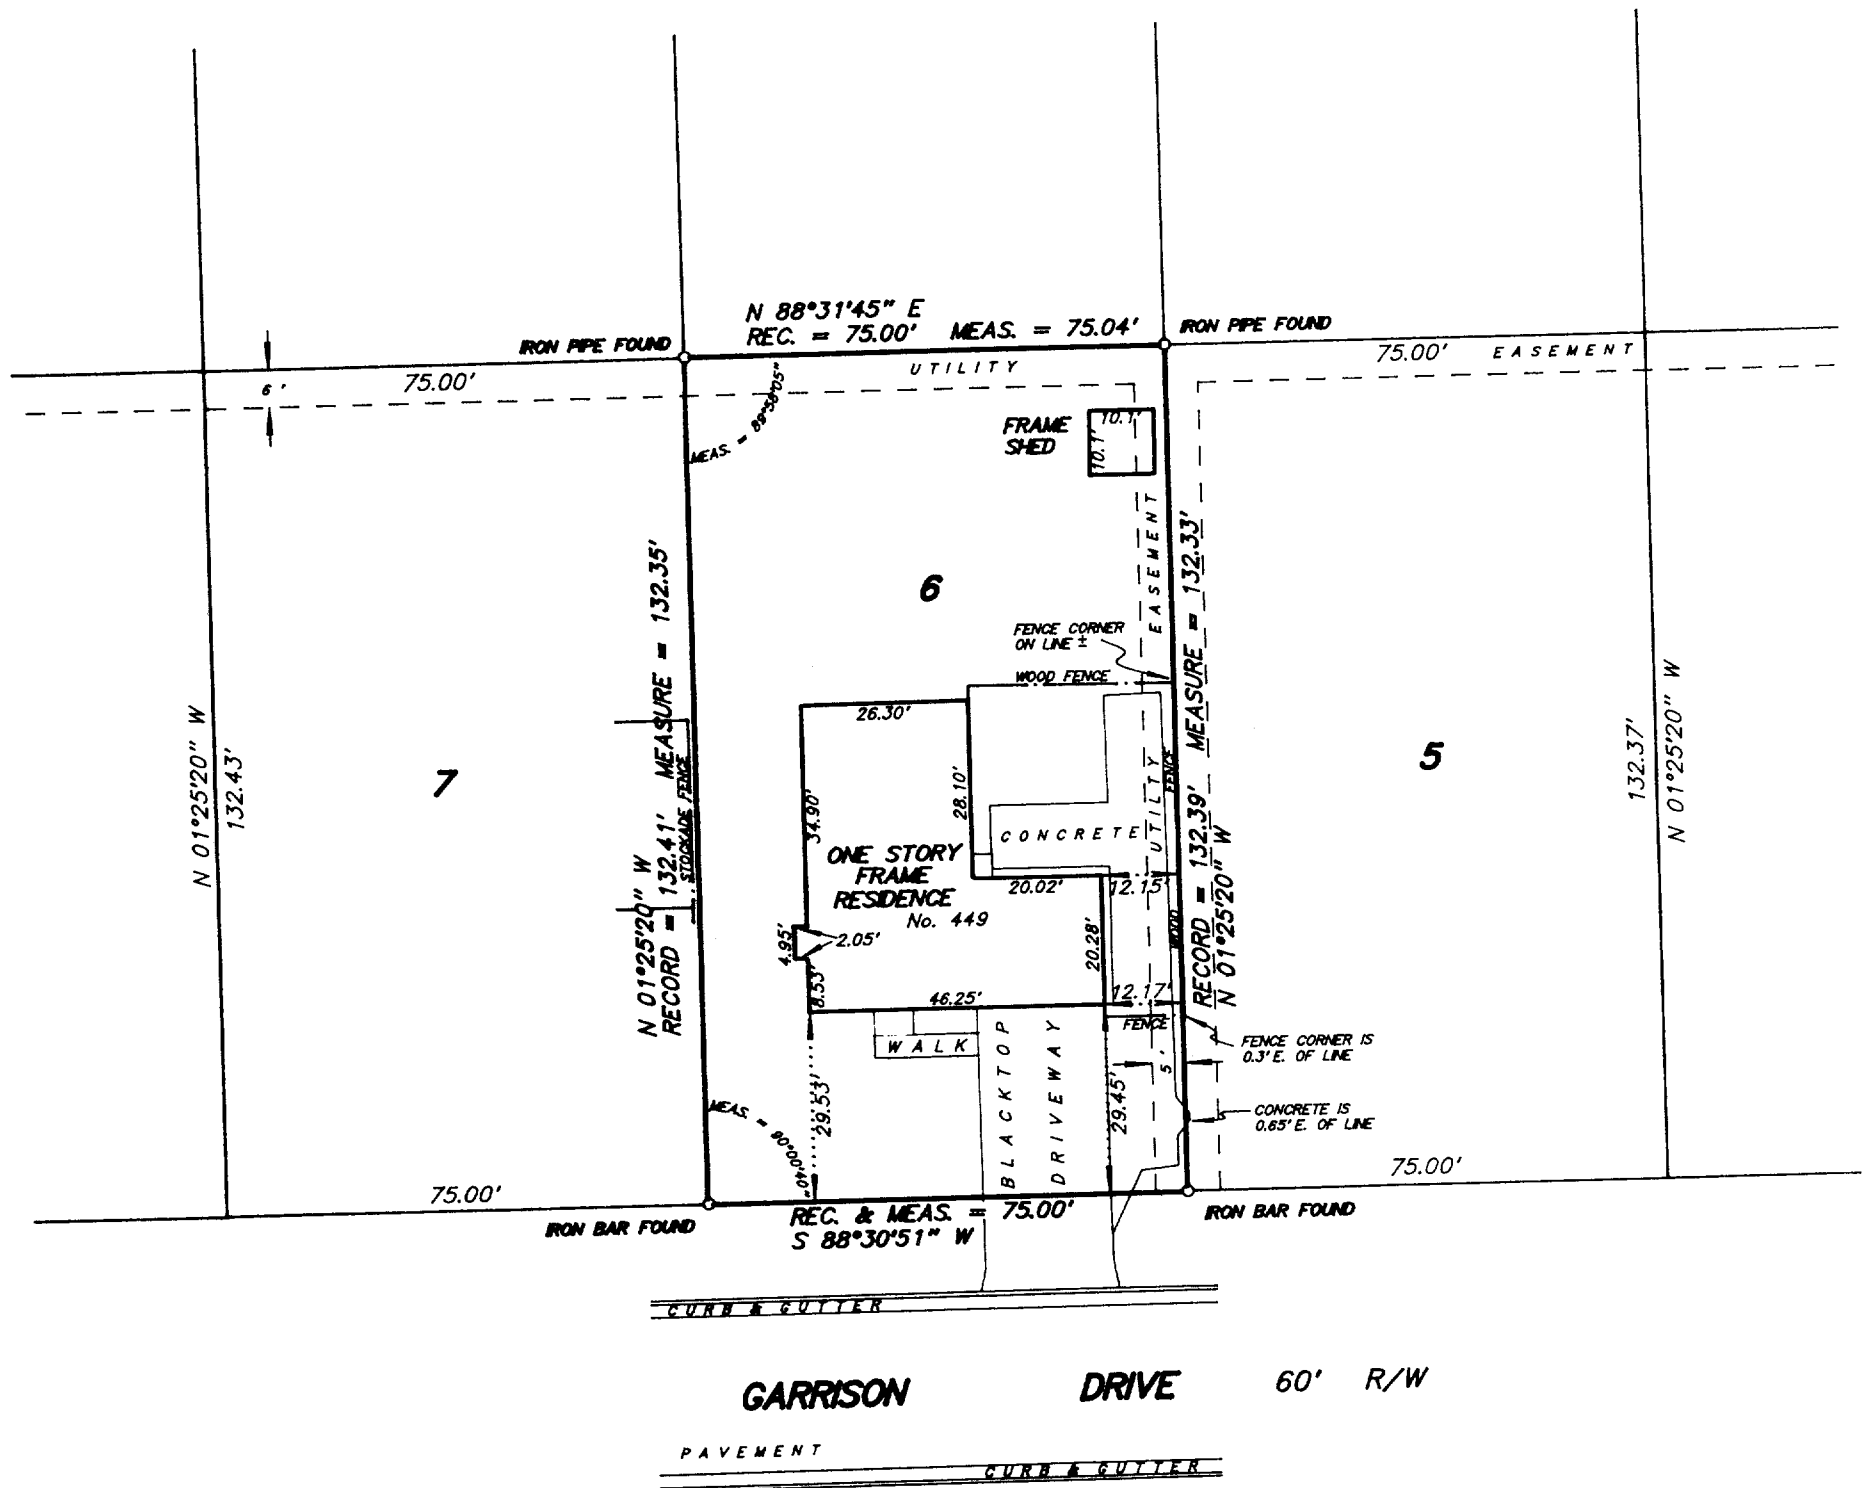 N 88°31'45" E
REC. = 75.00' MEAS. = 75.04'
IRON PIPE FOUND
IRON PIPE FOUND
75.00'
EASEMENT
6'
75.00'
UTILITY
MEAS. = 89°58'05"
FRAME
SHED
10.1'
10.1'
EASEMENT
6
FENCE CORNER
ON LINE ±
WOOD FENCE
N 01°25'20" W
132.43'
7
N 01°25'20" W
RECORD = 132.41' MEASURE = 132.35'
STOCKADE FENCE
26.30'
34.90'
28.10'
CONCRETE
UTILTY
FENCE
WOOD
RECORD = 132.39' MEASURE = 132.33'
N 01°25'20" W
5
132.37'
N 01°25'20" W
ONE STORY
FRAME
RESIDENCE
No. 449
20.02'
12.15'
4.95'
2.05'
20.28'
8.53'
46.25'
12.17'
FENCE
WALK
BLACKTOP
DRIVEWAY
5'
FENCE CORNER IS
0.3' E. OF LINE
29.53'
29.45'
MEAS. = 90°00'40"
CONCRETE IS
0.65' E. OF LINE
75.00'
75.00'
IRON BAR FOUND
REC. & MEAS. = 75.00'
S 88°30'51" W
IRON BAR FOUND
CURB & GUTTER
GARRISON DRIVE 60' R/W
PAVEMENT
CURB & GUTTER